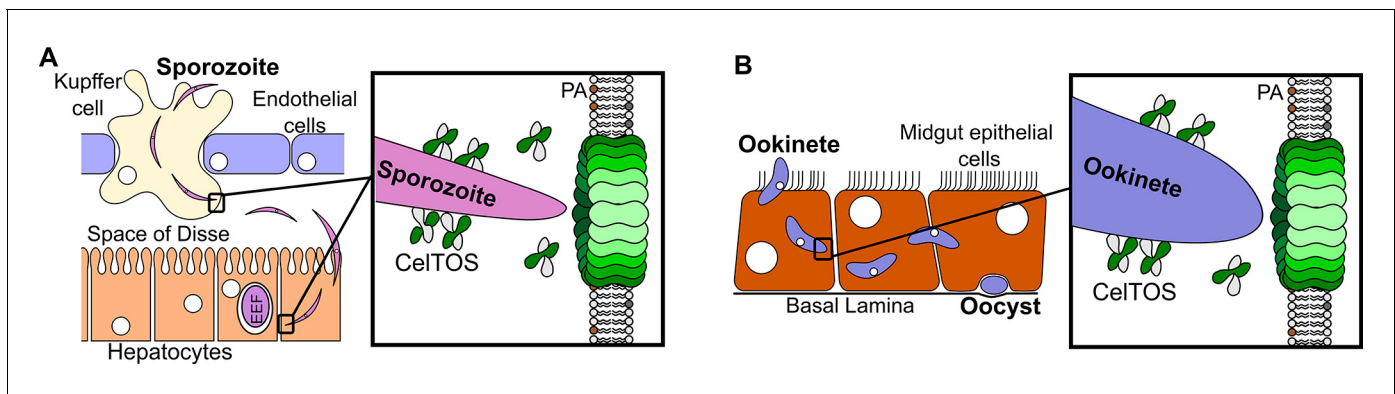 A
Kupffer
cell
Sporozoite
Endothelial
cells
Space of Disse
EEF
Hepatocytes
PA
Sporozoite
CelTOS
B
Ookinete
Midgut epithelial
cells
Basal Lamina
Oocyst
PA
Ookinete
CelTOS